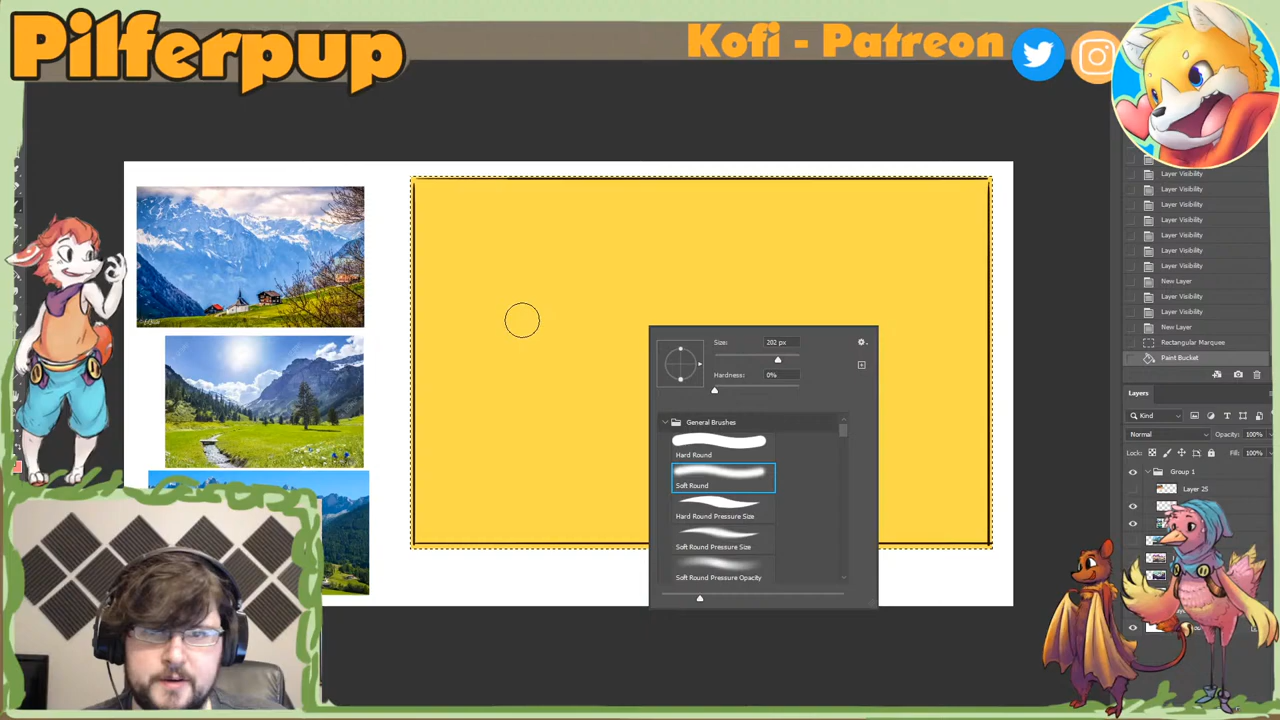 Pilferpup
Kofi - Patreon
Layer Visibility
Layer Visibility
Layer Visibility
Layer Visibility
Layer Visibility
Layer Visibility
Layer Visibility
New Layer
Layer Visibility
Layer Visibility
New Layer
Rectangular Marquee
Paint Bucket
Size: 202 px
Hardness: 0%
General Brushes
Hard Round
Soft Round
Hard Round Pressure Size
Soft Round Pressure Size
Soft Round Pressure Opacity
Layers
Kind
Normal Opacity: 100%
Lock: Fill: 100%
Group 1
Layer 25